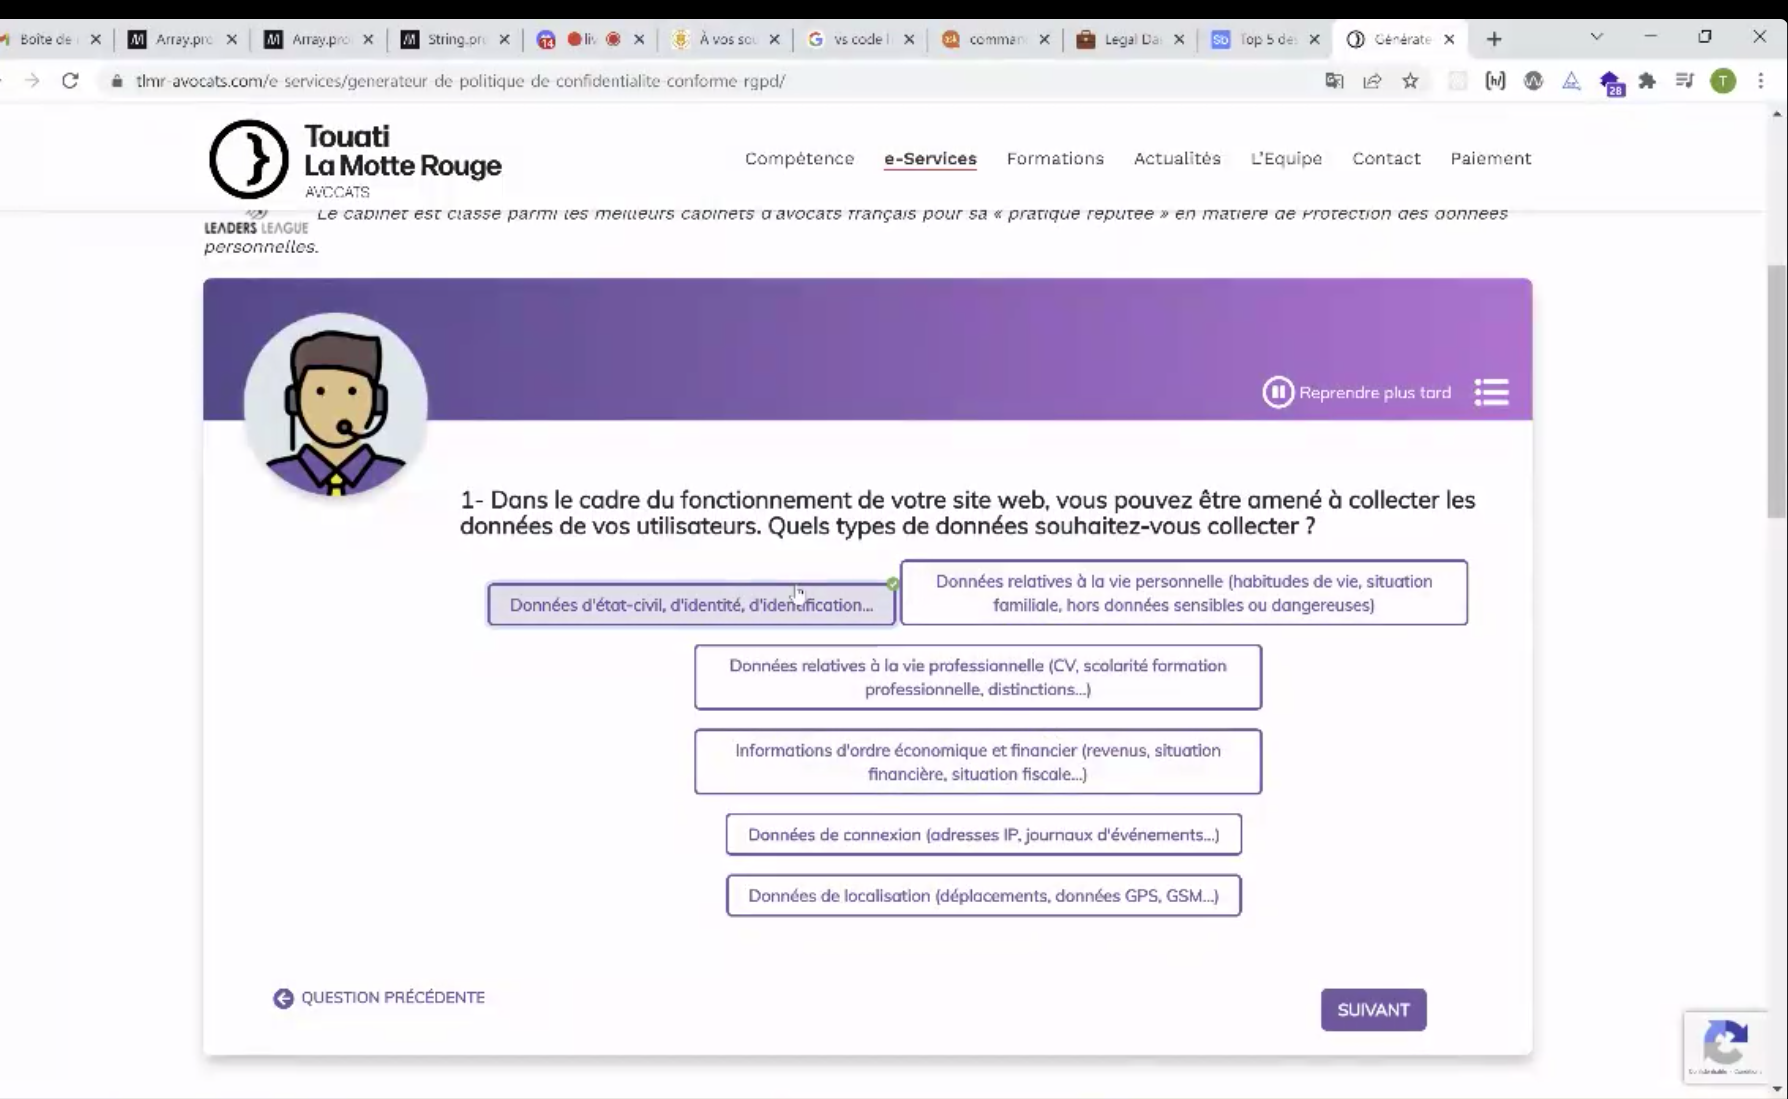 Boîte de
Array.pro
Array.pro
String.pr
14
liv
À vos sou
vs code l
comman
Legal Da
Sb
Top 5 de
Générate
tlmr-avocats.com/e-services/generateur-de-politique-de-confidentialite-conforme-rgpd/
28
T
Touati
La Motte Rouge
AVOCATS
Compétence
e-Services
Formations
Actualités
L'Equipe
Contact
Paiement
LEADERS LEAGUE
Le cabinet est classé parmi les meilleurs cabinets d'avocats français pour sa « pratique réputée » en matière de Protection des données
personnelles.
Reprendre plus tard
1- Dans le cadre du fonctionnement de votre site web, vous pouvez être amené à collecter les
données de vos utilisateurs. Quels types de données souhaitez-vous collecter ?
Données d'état-civil, d'identité, d'identification...
Données relatives à la vie personnelle (habitudes de vie, situation
familiale, hors données sensibles ou dangereuses)
Données relatives à la vie professionnelle (CV, scolarité formation
professionnelle, distinctions...)
Informations d'ordre économique et financier (revenus, situation
financière, situation fiscale...)
Données de connexion (adresses IP, journaux d'événements...)
Données de localisation (déplacements, données GPS, GSM...)
QUESTION PRÉCÉDENTE
SUIVANT